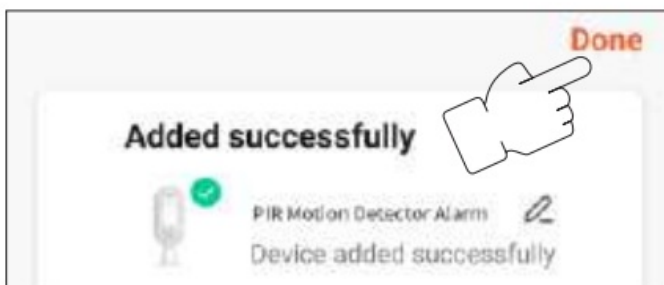 Done
Added successfully
PIR Motion Detector Alarm
Device added successfully